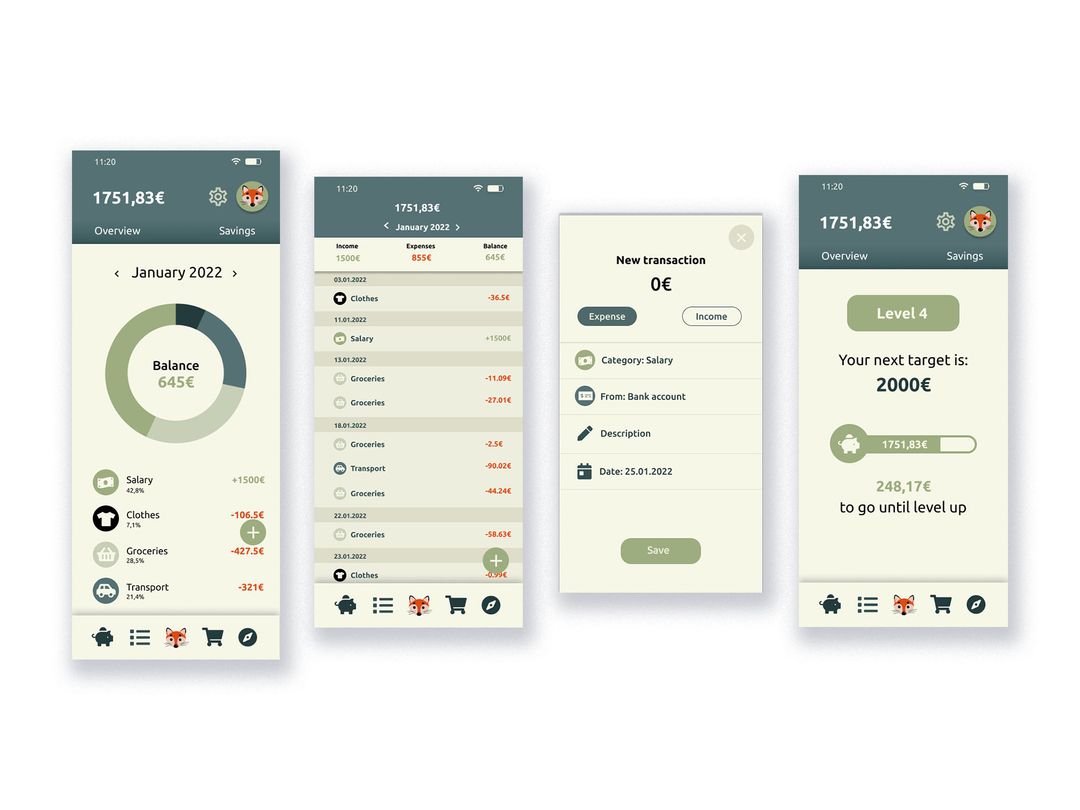 11:20
1751,83€
Overview Savings
‹ January 2022 ›
Balance
645€
Salary +1500€
42,8%
Clothes -106.5€
7,1%
Groceries -427.5€
28,5%
Transport -321€
21,4%
11:20
1751,83€
January 2022
Income Expenses Balance
1500€ 855€ 645€
03.01.2022
Clothes -36.5€
11.01.2022
Salary +1500€
13.01.2022
Groceries -11.09€
Groceries -27.01€
18.01.2022
Groceries -2.5€
Transport -90.02€
Groceries -44.24€
22.01.2022
Groceries -58.63€
23.01.2022
Clothes -0.99€
New transaction
0€
Expense Income
Category: Salary
From: Bank account
Description
Date: 25.01.2022
Save
11:20
1751,83€
Overview Savings
Level 4
Your next target is:
2000€
1751,83€
248,17€
to go until level up